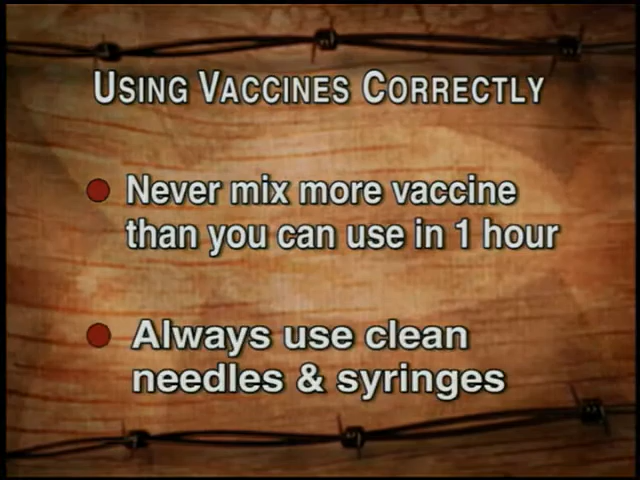 USING VACCINES CORRECTLY
Never mix more vaccine
than you can use in 1 hour
Always use clean
needles & syringes